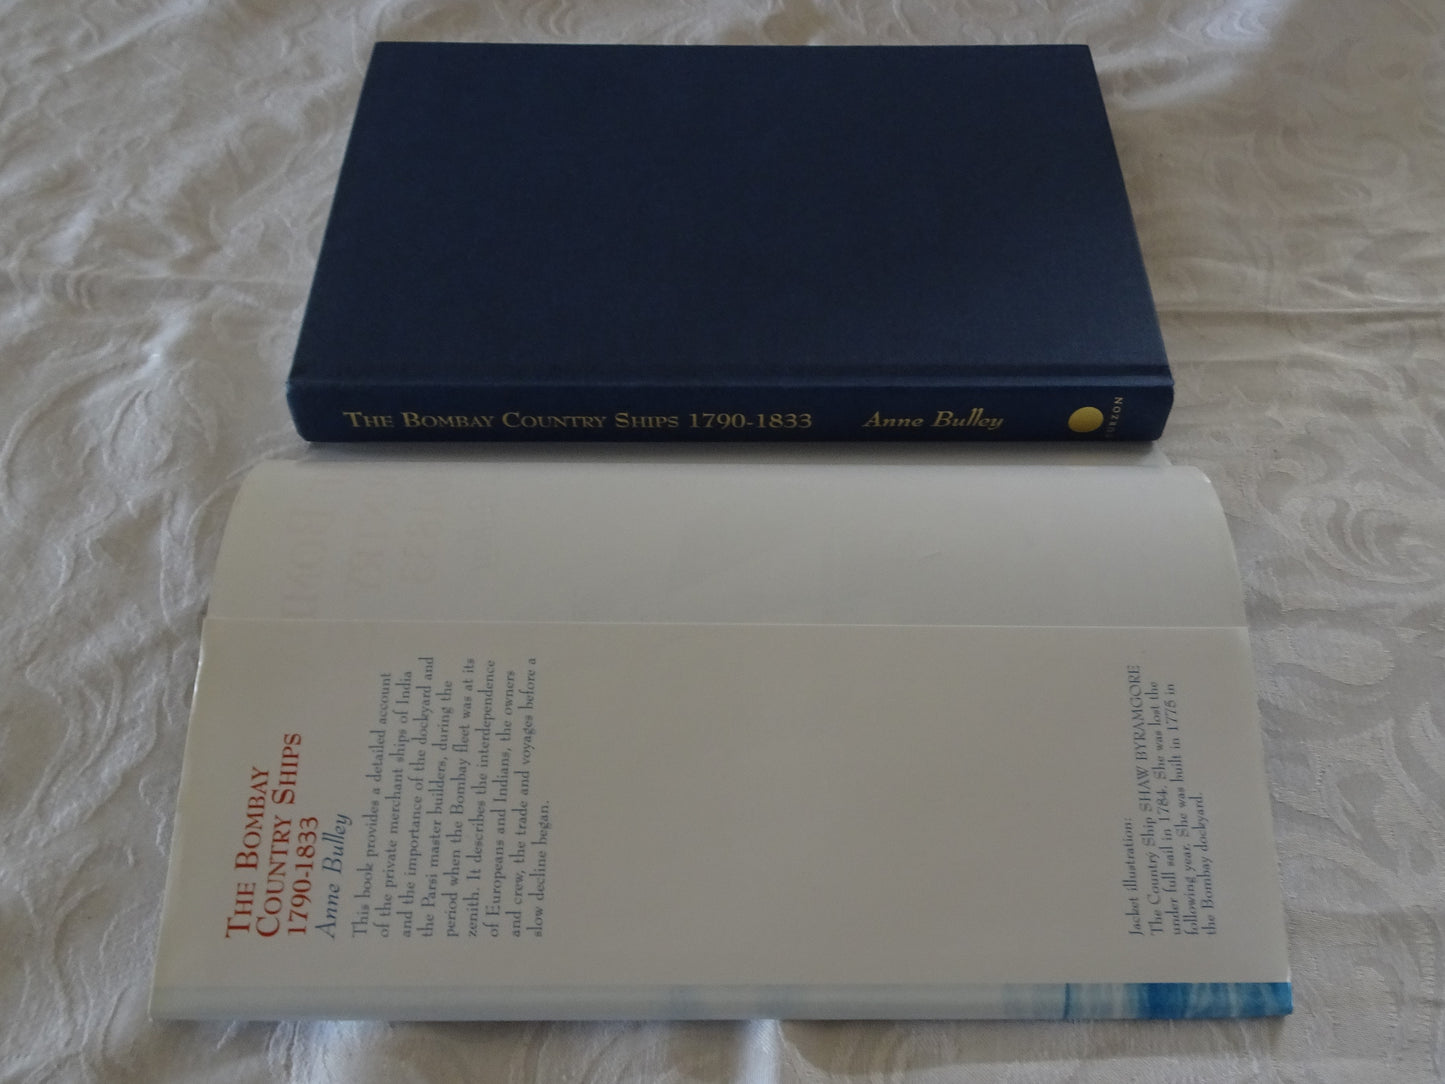 THE BOMBAY COUNTRY SHIPS 1790-1833 Anne Bulley CURZON
THE BOMBAY
COUNTRY SHIPS
1790-1833
Anne Bulley
This book provides a detailed account
of the private merchant ships of India
and the importance of the dockyard and
the Parsi master builders, during the
period when the Bombay fleet was at its
zenith. It describes the interdependence
of Europeans and Indians, the owners
and crew, the trade and voyages before a
slow decline began.
Jacket illustration:
The Country Ship SHAW BYRAMGORE
under full sail in 1784. She was lost the
following year. She was built in 1775 in
the Bombay dockyard.